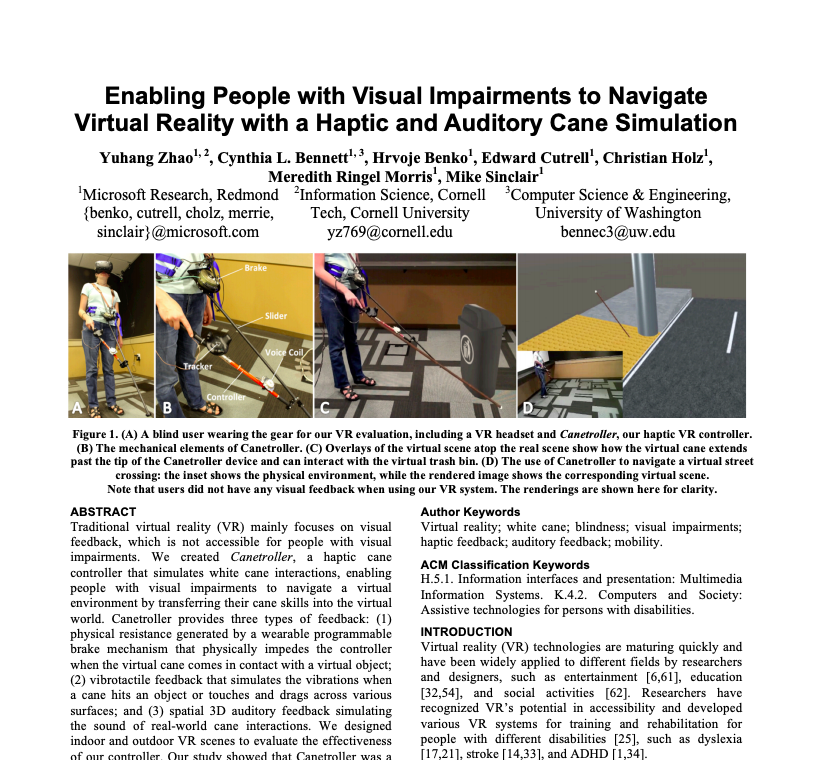 Enabling People with Visual Impairments to Navigate
Virtual Reality with a Haptic and Auditory Cane Simulation
Yuhang Zhao1, 2, Cynthia L. Bennett1, 3, Hrvoje Benko1, Edward Cutrell1, Christian Holz1,
Meredith Ringel Morris1, Mike Sinclair1
1Microsoft Research, Redmond
{benko, cutrell, cholz, merrie,
sinclair}@microsoft.com
2Information Science, Cornell
Tech, Cornell University
yz769@cornell.edu
3Computer Science & Engineering,
University of Washington
bennec3@uw.edu
A
B
Brake
Slider
Voice Coil
Tracker
Controller
C
D
Figure 1. (A) A blind user wearing the gear for our VR evaluation, including a VR headset and Canetroller, our haptic VR controller.
(B) The mechanical elements of Canetroller. (C) Overlays of the virtual scene atop the real scene show how the virtual cane extends
past the tip of the Canetroller device and can interact with the virtual trash bin. (D) The use of Canetroller to navigate a virtual street
crossing: the inset shows the physical environment, while the rendered image shows the corresponding virtual scene.
Note that users did not have any visual feedback when using our VR system. The renderings are shown here for clarity.
ABSTRACT
Traditional virtual reality (VR) mainly focuses on visual
feedback, which is not accessible for people with visual
impairments. We created Canetroller, a haptic cane
controller that simulates white cane interactions, enabling
people with visual impairments to navigate a virtual
environment by transferring their cane skills into the virtual
world. Canetroller provides three types of feedback: (1)
physical resistance generated by a wearable programmable
brake mechanism that physically impedes the controller
when the virtual cane comes in contact with a virtual object;
(2) vibrotactile feedback that simulates the vibrations when
a cane hits an object or touches and drags across various
surfaces; and (3) spatial 3D auditory feedback simulating
the sound of real-world cane interactions. We designed
indoor and outdoor VR scenes to evaluate the effectiveness
of our controller. Our study showed that Canetroller was a
Author Keywords
Virtual reality; white cane; blindness; visual impairments;
haptic feedback; auditory feedback; mobility.
ACM Classification Keywords
H.5.1. Information interfaces and presentation: Multimedia
Information Systems. K.4.2. Computers and Society:
Assistive technologies for persons with disabilities.
INTRODUCTION
Virtual reality (VR) technologies are maturing quickly and
have been widely applied to different fields by researchers
and designers, such as entertainment [6,61], education
[32,54], and social activities [62]. Researchers have
recognized VR's potential in accessibility and developed
various VR systems for training and rehabilitation for
people with different disabilities [25], such as dyslexia
[17,21], stroke [14,33], and ADHD [1,34].